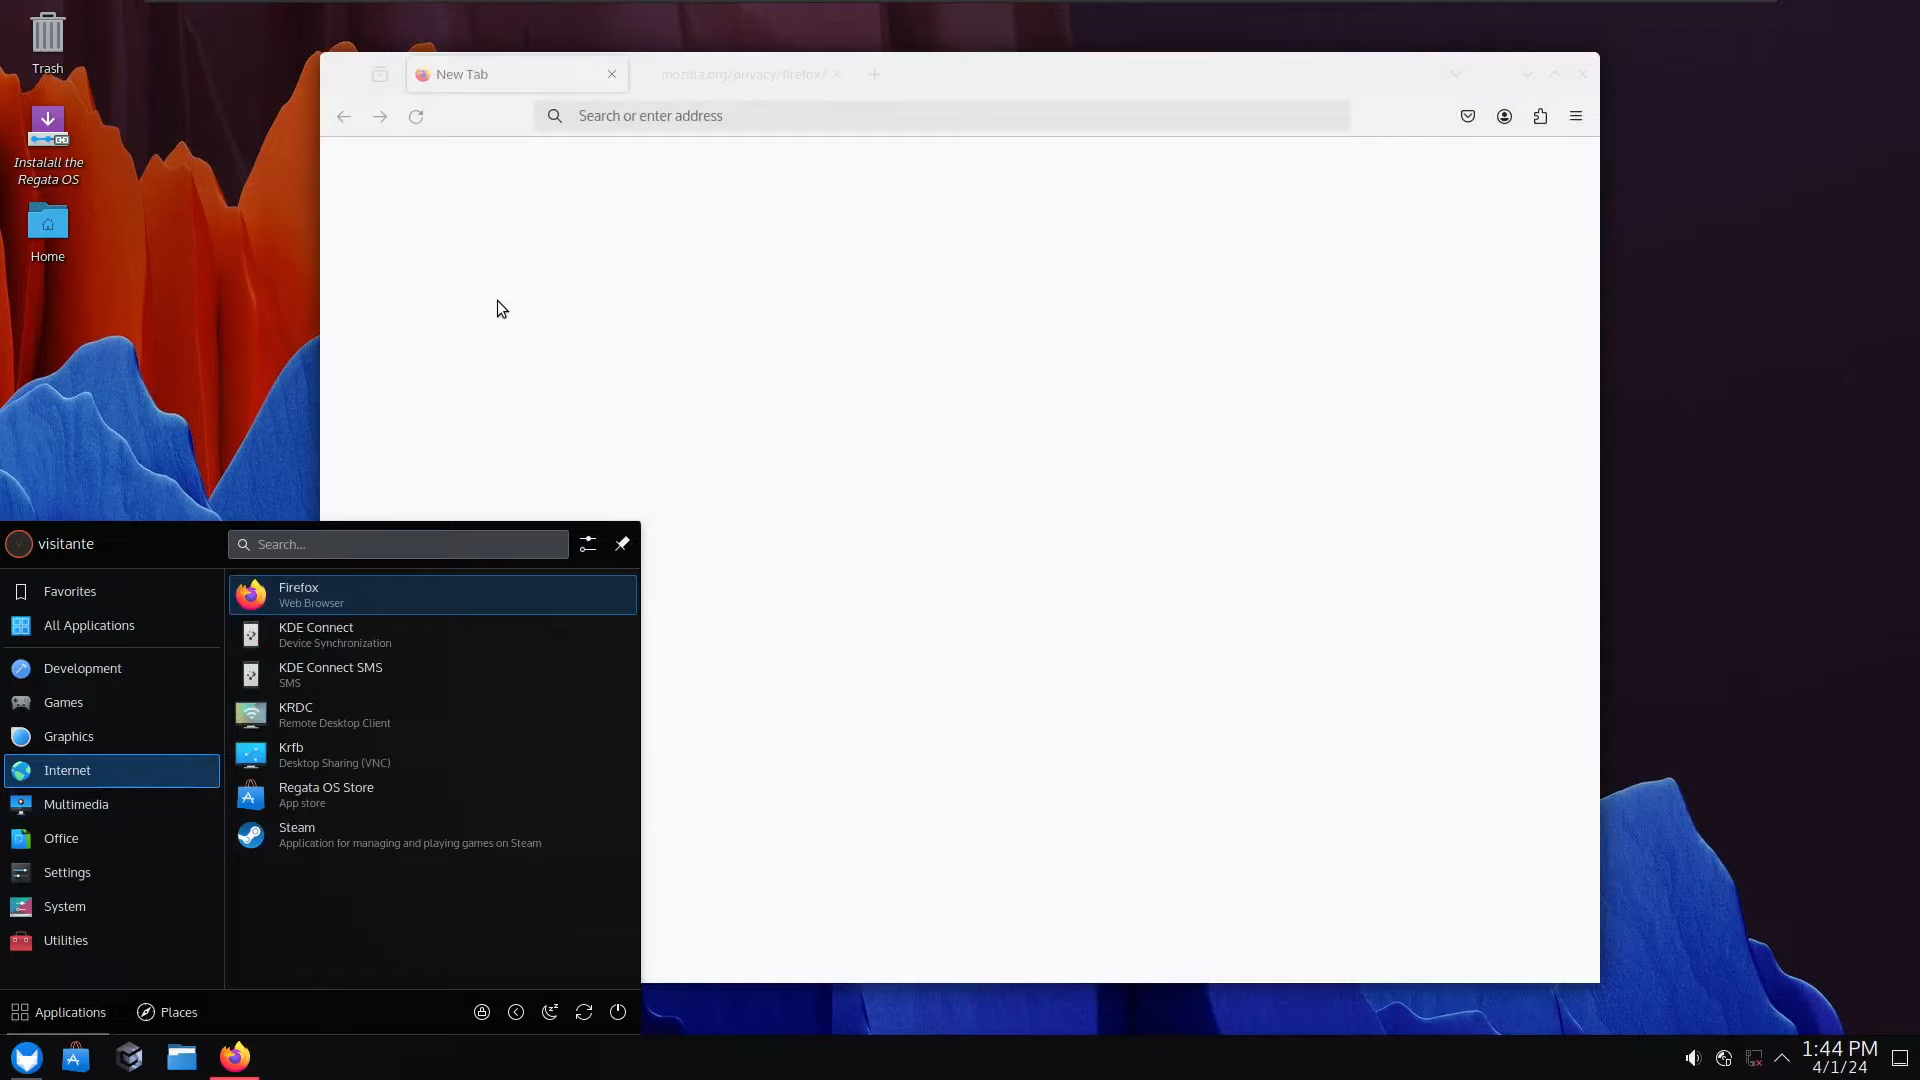 Trash
Instalall the
Regata OS
Home
New Tab
mozilla.org/privacy/firefox/
Search or enter address
visitante
Search...
Favorites
All Applications
Development
Games
Graphics
Internet
Multimedia
Office
Settings
System
Utilities
Firefox
Web Browser
KDE Connect
Device Synchronization
KDE Connect SMS
SMS
KRDC
Remote Desktop Client
Krfb
Desktop Sharing (VNC)
Regata OS Store
App store
Steam
Application for managing and playing games on Steam
Applications
Places
1:44 PM
4/1/24